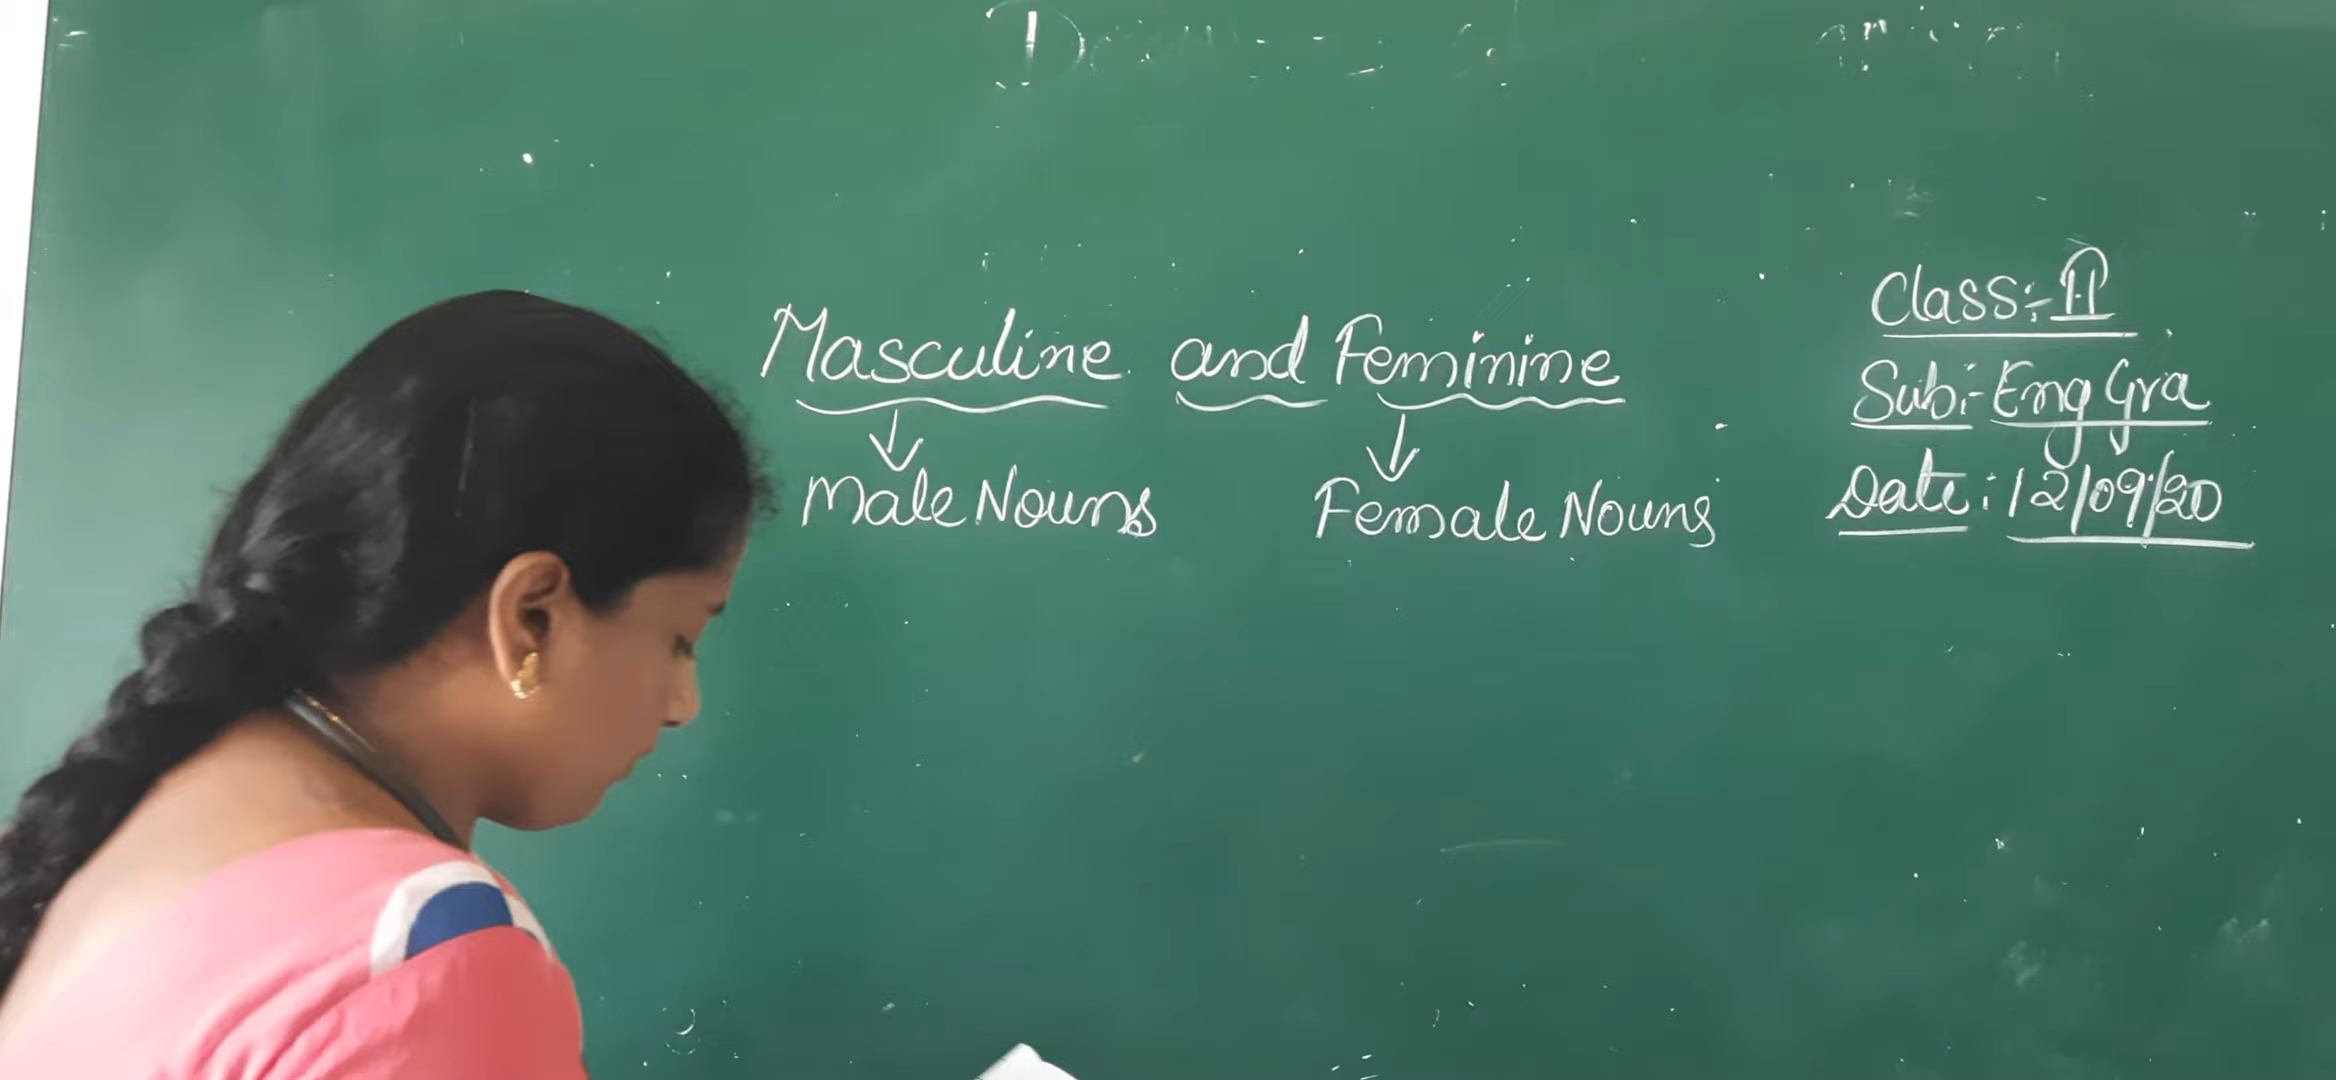 Masculine and Feminine
↓ ↓
Male Nouns Female Nouns
Class:- II
Sub:- Eng Gra
Date: 12/09/20